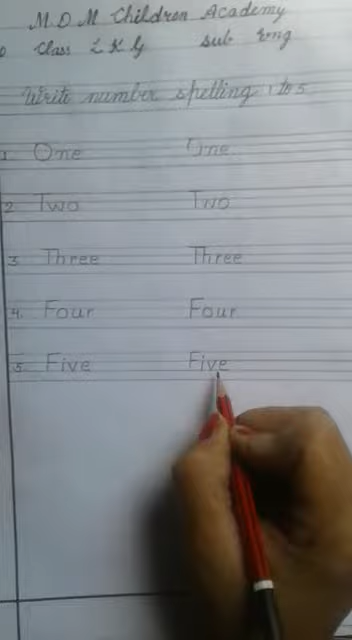 M D M Children Academy
Class L K G sub Eng
Write number spelling 1 to 5
1. One One
2. Two Two
3. Three Three
4. Four Four
5. Five Five